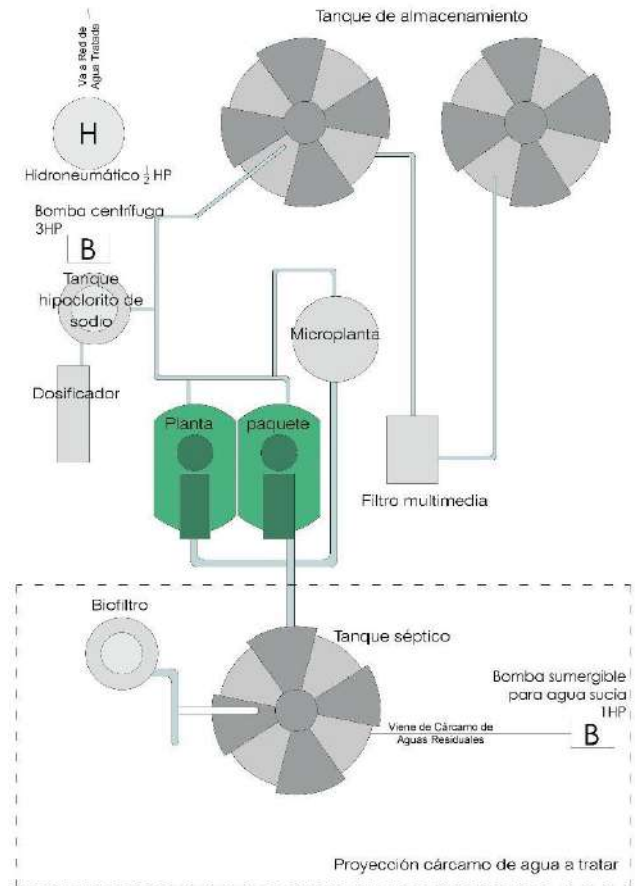 Tanque de almacenamiento
Va a Red de
Agua Tratada
H
Hidroneumático ½ HP
Bomba centrífuga
3HP
B
Tanque
hipoclorito de
sodio
Microplanta
Dosificador
Planta paquete
Filtro multimedia
Biofiltro
Tanque séptico
Bomba sumergible
para agua sucia
1HP
Viene de Cárcamo de
Aguas Residuales
B
Proyección cárcamo de agua a tratar